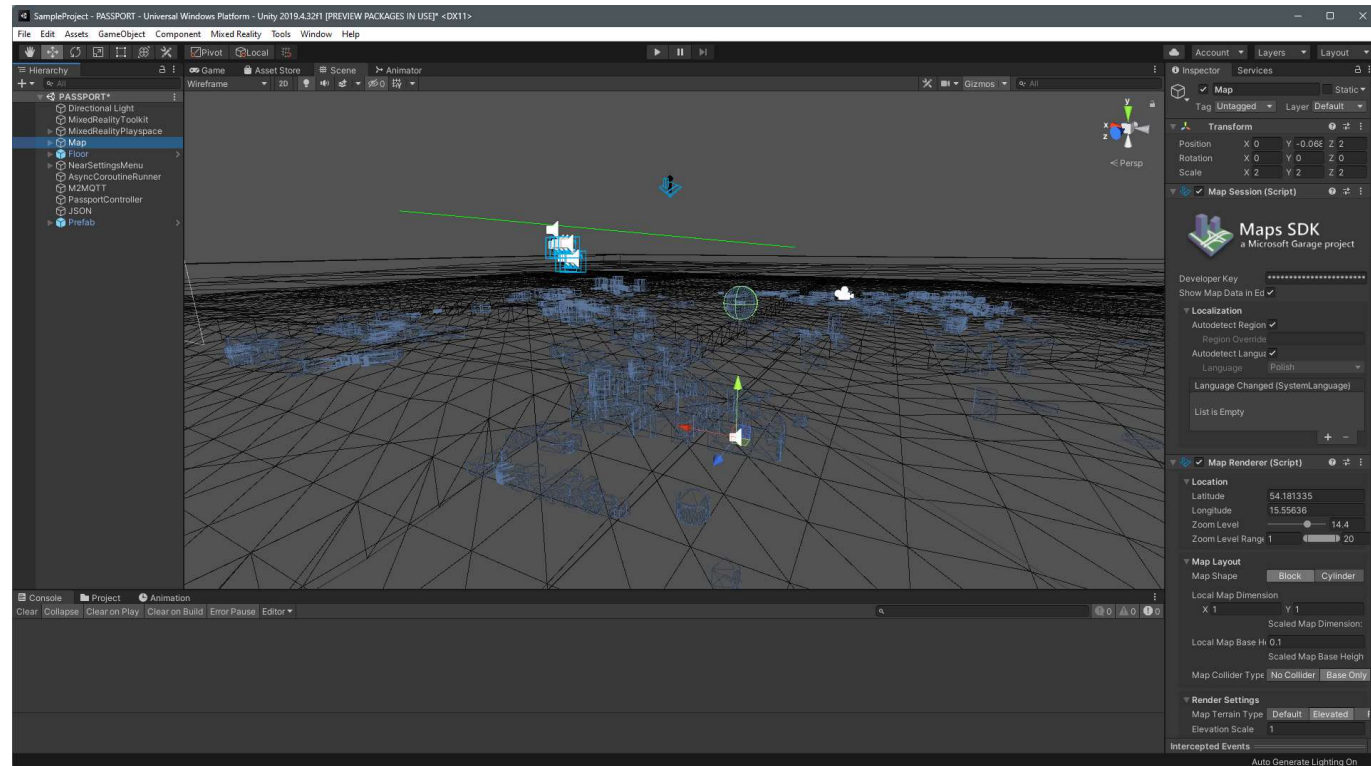 SampleProject - PASSPORT - Universal Windows Platform - Unity 2019.4.32f1 [PREVIEW PACKAGES IN USE]* <DX11>
File Edit Assets GameObject Component Mixed Reality Tools Window Help
Pivot Local Account Layers Layout
Hierarchy
All
PASSPORT*
Directional Light
MixedRealityToolkit
MixedRealityPlayspace
Map
Floor
NearSettingsMenu
AsyncCoroutineRunner
M2MQTT
PassportController
JSON
Prefab
Game Asset Store Scene Animator
Wireframe 2D 0 Gizmos All
y
x
z
Persp
Inspector Services
Map Static
Tag Untagged Layer Default
Transform
Position X 0 Y -0.068 Z 2
Rotation X 0 Y 0 Z 0
Scale X 2 Y 2 Z 2
Map Session (Script)
Maps SDK
a Microsoft Garage project
Developer Key
Show Map Data in Ed
Localization
Autodetect Region
Region Override
Autodetect Langua
Language Polish
Language Changed (SystemLanguage)
List is Empty
+ -
Map Renderer (Script)
Location
Latitude 54.181335
Longitude 15.55636
Zoom Level 14.4
Zoom Level Range 1 20
Map Layout
Map Shape Block Cylinder
Local Map Dimension
X 1 Y 1
Scaled Map Dimension:
Local Map Base He 0.1
Scaled Map Base Heigh
Map Collider Type No Collider Base Only
Render Settings
Map Terrain Type Default Elevated F
Elevation Scale 1
Intercepted Events
Console Project Animation
Clear Collapse Clear on Play Clear on Build Error Pause Editor 0 0 0
Auto Generate Lighting On